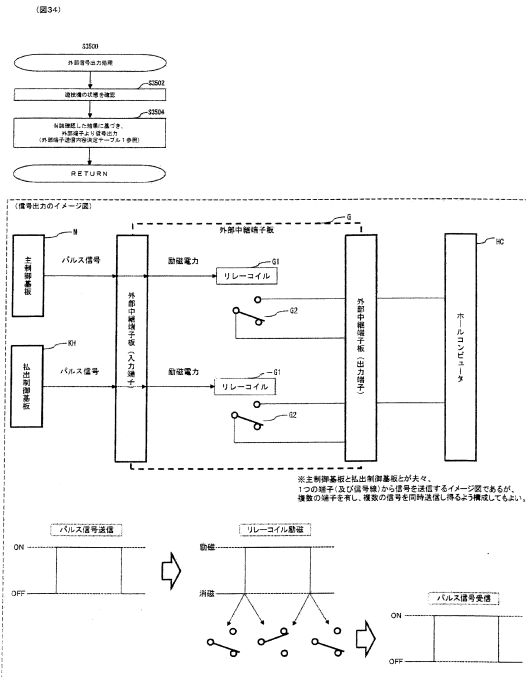 (図34)
S3500
外部信号出力処理
S3502
遊技機の状態を確認
S3504
当該確認した結果に基づき、
外部端子より信号出力
(外部端子送信内容決定テーブル1参照)
RETURN
(信号出力のイメージ図)
G
外部中継端子板
M
主制御基板
パルス信号
励磁電力
G1
リレーコイル
G2
HC
ホールコンピュータ
外部中継端子板(入力端子)
外部中継端子板(出力端子)
KH
払出制御基板
パルス信号
励磁電力
G1
リレーコイル
G2
※主制御基板と払出制御基板とが夫々、
1つの端子(及び信号線)から信号を送信するイメージ図であるが、
複数の端子を有し、複数の信号を同時送信し得るよう構成してもよい。
パルス信号送信
ON
OFF
リレーコイル励磁
励磁
消磁
パルス信号受信
ON
OFF